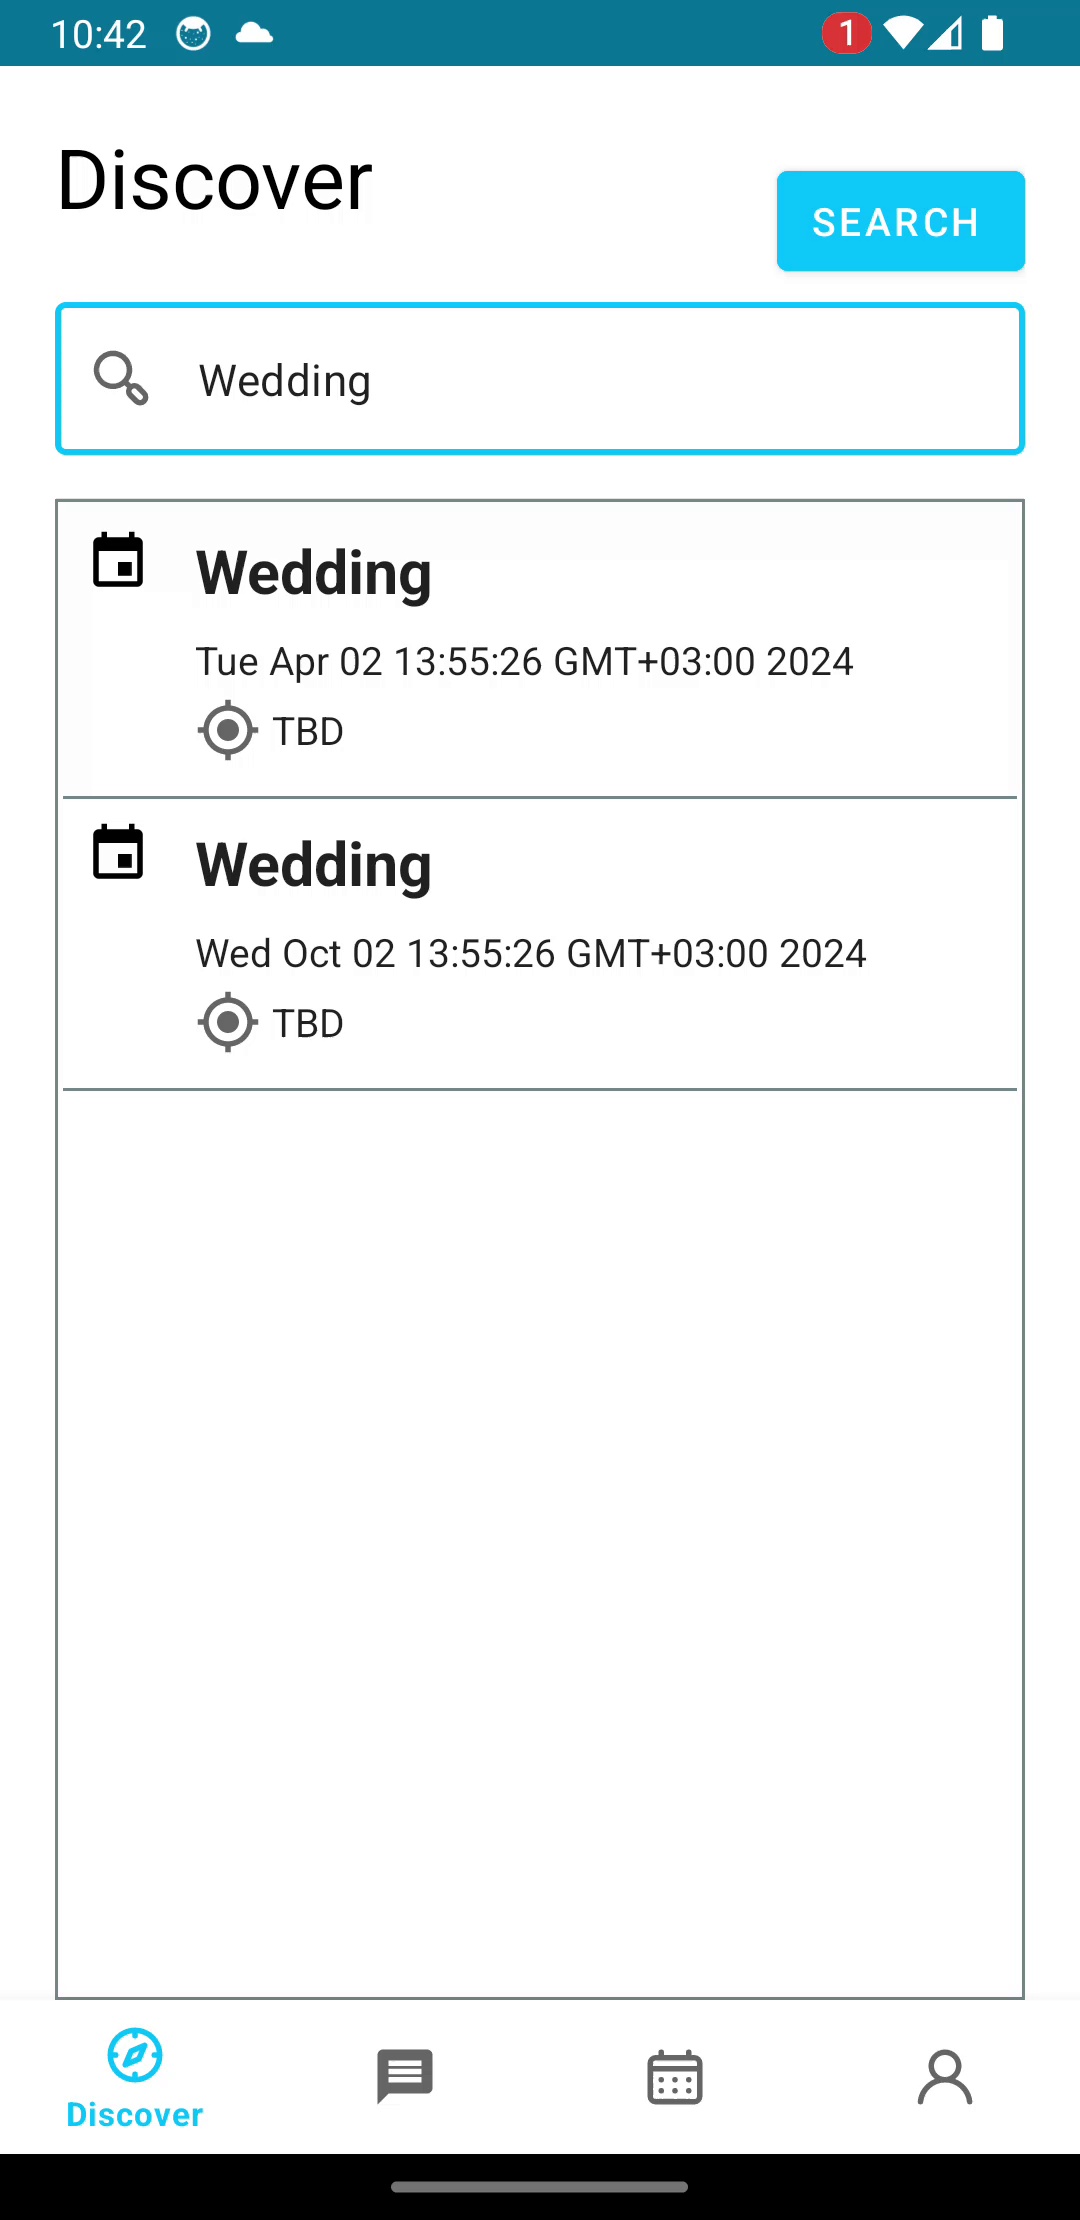 10:42
1
Discover
SEARCH
Wedding
Wedding
Tue Apr 02 13:55:26 GMT+03:00 2024
TBD
Wedding
Wed Oct 02 13:55:26 GMT+03:00 2024
TBD
Discover